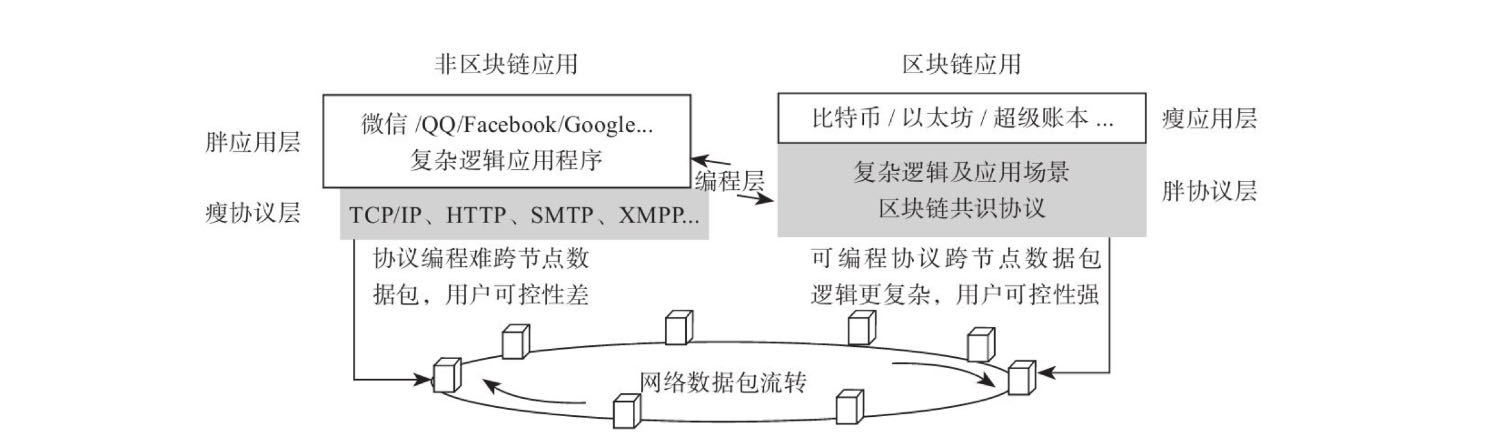 非区块链应用
区块链应用
胖应用层
微信 /QQ/Facebook/Google...
复杂逻辑应用程序
瘦协议层
TCP/IP、HTTP、SMTP、XMPP...
编程层
比特币 / 以太坊 / 超级账本 ...
瘦应用层
复杂逻辑及应用场景
区块链共识协议
胖协议层
协议编程难跨节点数
据包，用户可控性差
可编程协议跨节点数据包
逻辑更复杂，用户可控性强
网络数据包流转